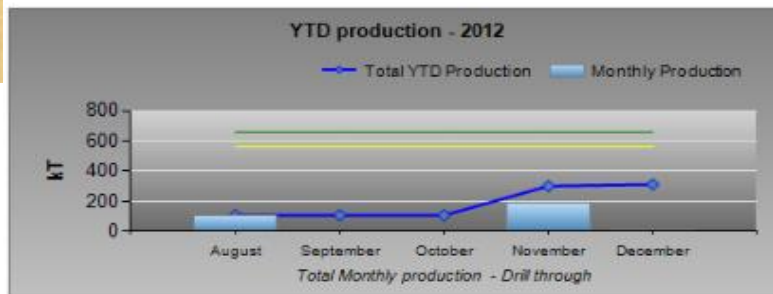 YTD production - 2012
Total YTD Production Monthly Production
800
600
400
200
0
kT
August September October November December
Total Monthly production - Drill through